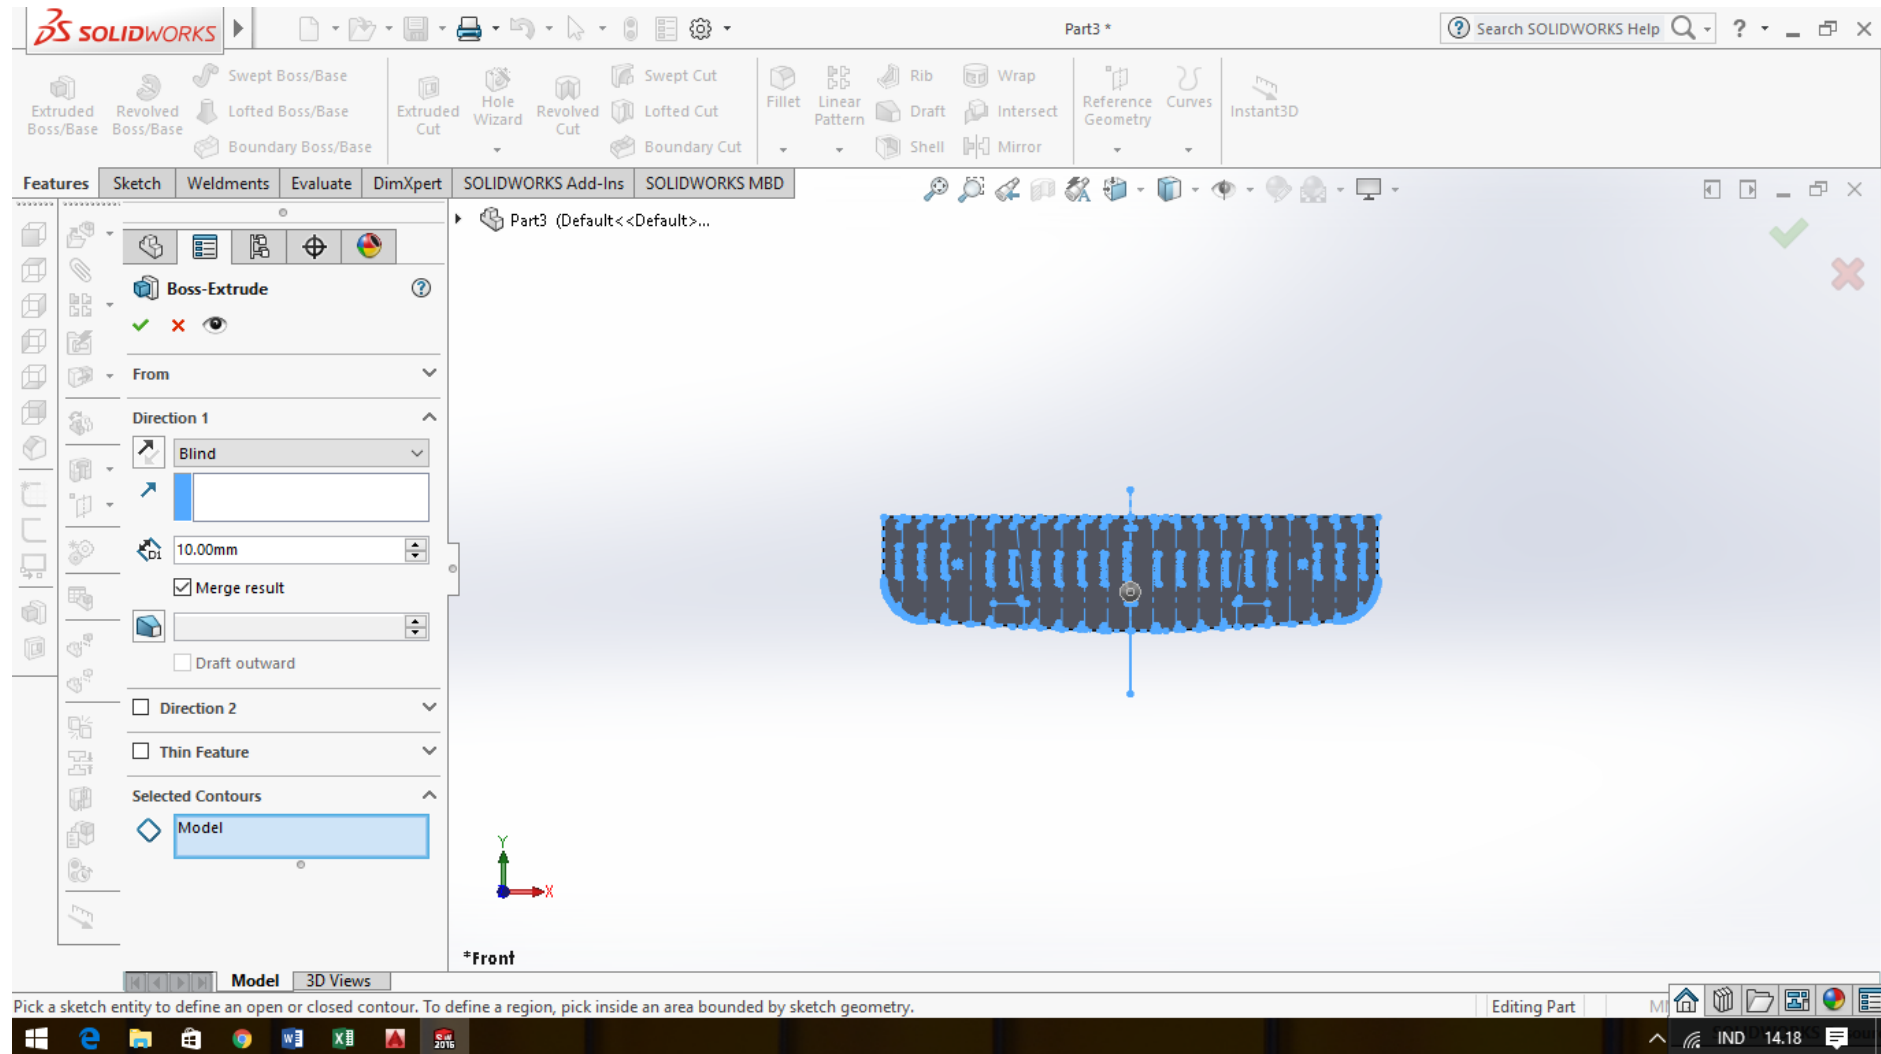 SOLIDWORKS
Part3 *
Search SOLIDWORKS Help
?
Extruded Boss/Base
Revolved Boss/Base
Swept Boss/Base
Lofted Boss/Base
Boundary Boss/Base
Extruded Cut
Hole Wizard
Revolved Cut
Swept Cut
Lofted Cut
Boundary Cut
Fillet
Linear Pattern
Rib
Draft
Shell
Wrap
Intersect
Mirror
Reference Geometry
Curves
Instant3D
Features
Sketch
Weldments
Evaluate
DimXpert
SOLIDWORKS Add-Ins
SOLIDWORKS MBD
Part3 (Default<<Default>...
Boss-Extrude
?
From
Direction 1
Blind
D1
10.00mm
Merge result
Draft outward
Direction 2
Thin Feature
Selected Contours
Model
Y
X
*Front
Model
3D Views
Pick a sketch entity to define an open or closed contour. To define a region, pick inside an area bounded by sketch geometry.
Editing Part
SW 2016
IND
14.18